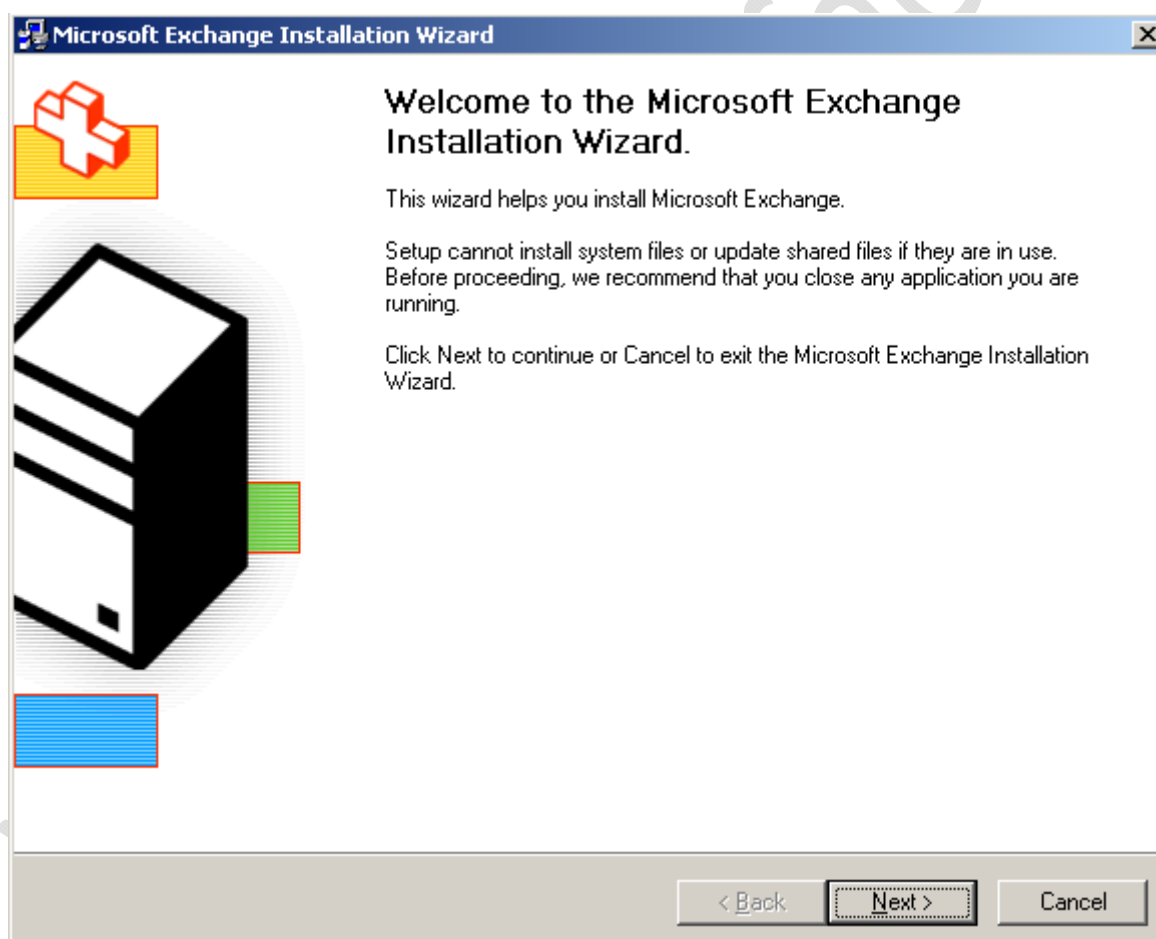 Microsoft Exchange Installation Wizard
Welcome to the Microsoft Exchange
Installation Wizard.
This wizard helps you install Microsoft Exchange.
Setup cannot install system files or update shared files if they are in use.
Before proceeding, we recommend that you close any application you are
running.
Click Next to continue or Cancel to exit the Microsoft Exchange Installation
Wizard.
< Back
Next >
Cancel